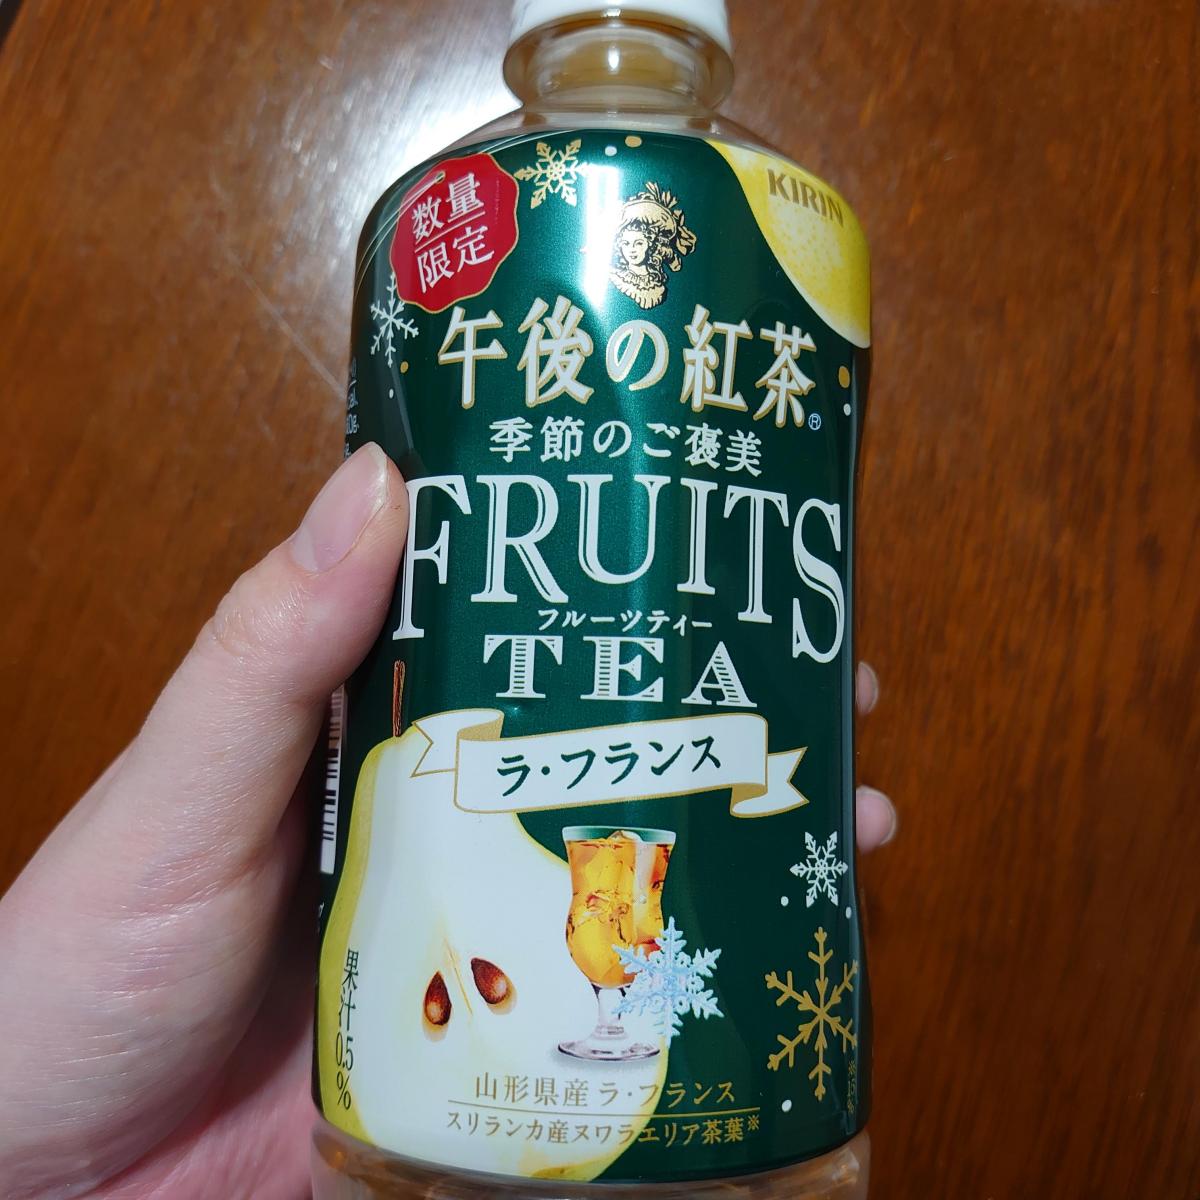 KIRIN
数量
限定
午後の紅茶®
季節のご褒美
FRUITS
フルーツティー
TEA
ラ・フランス
果汁0.5%
山形県産 ラ・フランス
スリランカ産ヌワラエリア茶葉※
※15%